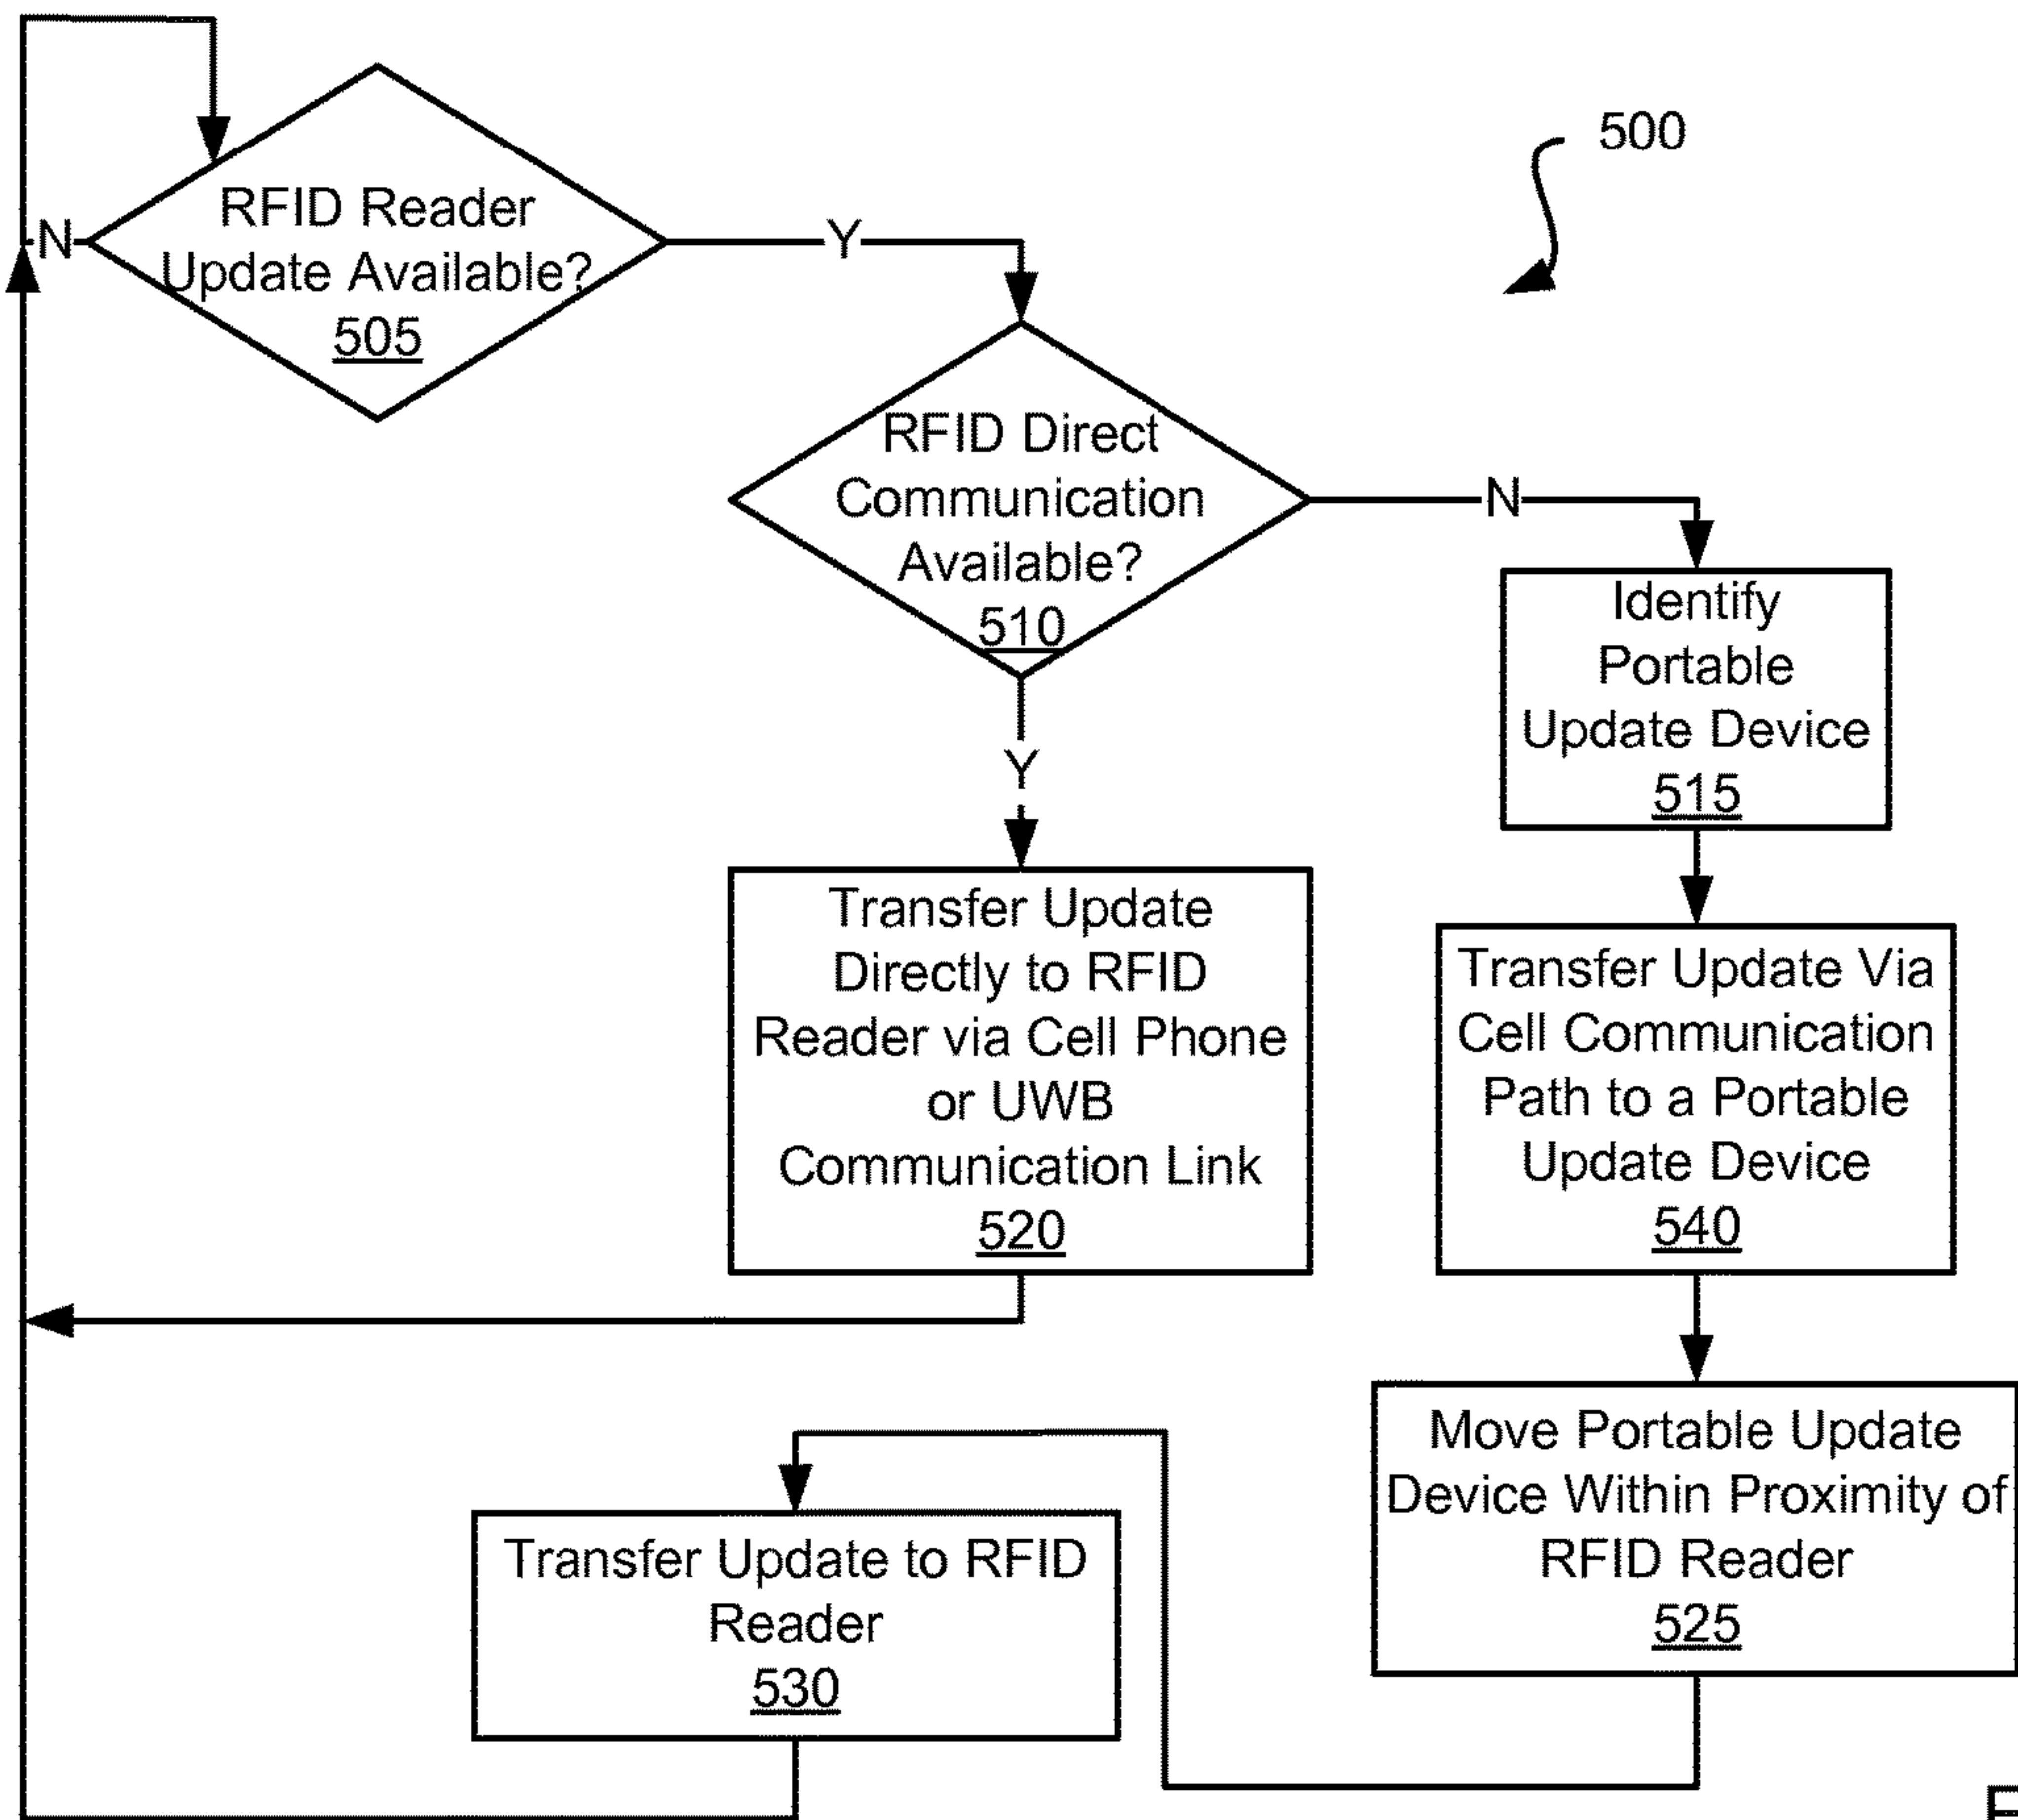 500
N
RFID Reader
Update Available?
505
Y
RFID Direct
Communication
Available?
510
N
Y
Identify
Portable
Update Device
515
Transfer Update
Directly to RFID
Reader via Cell Phone
or UWB
Communication Link
520
Transfer Update Via
Cell Communication
Path to a Portable
Update Device
540
Move Portable Update
Device Within Proximity of
RFID Reader
525
Transfer Update to RFID
Reader
530